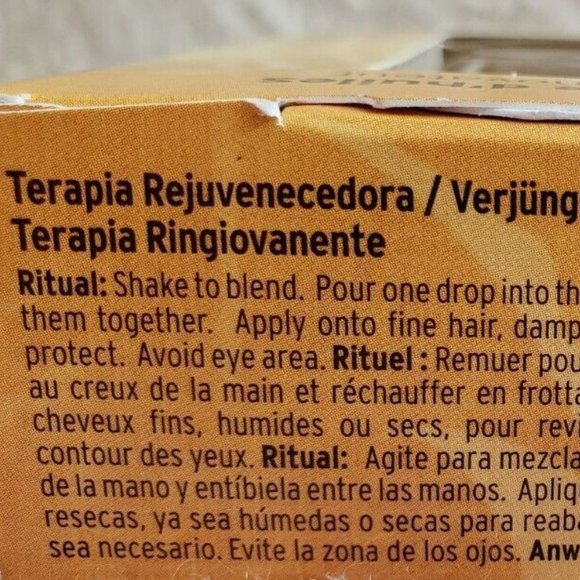 d'huiles
Terapia Rejuvenecedora / Verjüng
Terapia Ringiovanente
Ritual: Shake to blend. Pour one drop into th
them together. Apply onto fine hair, damp
protect. Avoid eye area. Rituel : Remuer pou
au creux de la main et réchauffer en frotta
cheveux fins, humides ou secs, pour revi
contour des yeux. Ritual: Agite para mezcla
de la mano y entíbiela entre las manos. Apliq
resecas, ya sea húmedas o secas para reaba
sea necesario. Evite la zona de los ojos. Anw